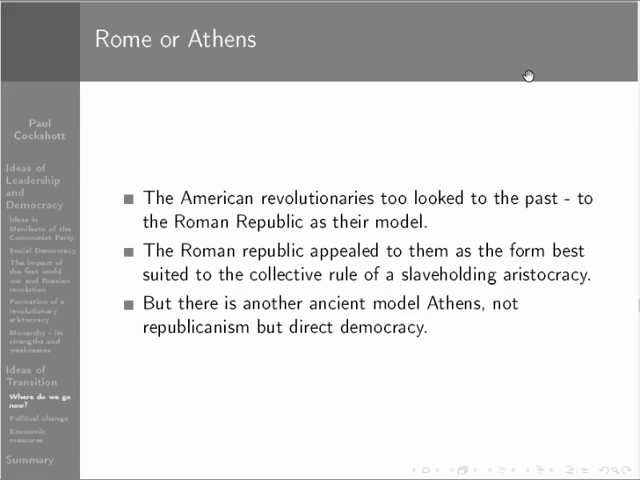 Rome or Athens
Paul
Cockshott
Ideas of
Leadership
and
Democracy
Ideas in
Manifesto of the
Communist Party.
Social Democracy
The impact of
the first world
war and Russian
revolution
Formation of a
revolutionary
aristocracy
Monarchy - its
strengths and
weaknesses
Ideas of
Transition
Where do we go
now?
Political change
Economic
measures
Summary
The American revolutionaries too looked to the past - to
the Roman Republic as their model.
The Roman republic appealed to them as the form best
suited to the collective rule of a slaveholding aristocracy.
But there is another ancient model Athens, not
republicanism but direct democracy.